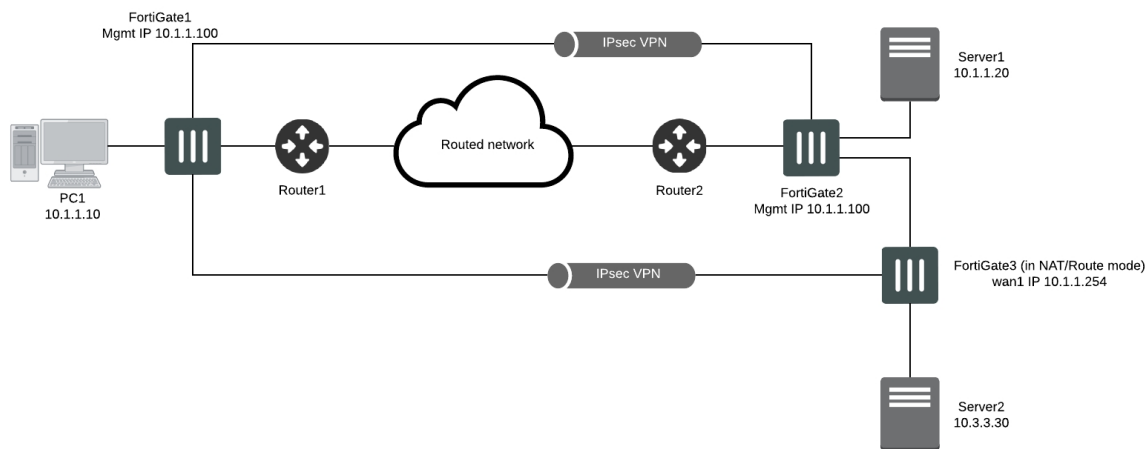 FortiGate1
Mgmt IP 10.1.1.100
IPsec VPN
Server1
10.1.1.20
Routed network
PC1
10.1.1.10
Router1
Router2
FortiGate2
Mgmt IP 10.1.1.100
IPsec VPN
FortiGate3 (in NAT/Route mode)
wan1 IP 10.1.1.254
Server2
10.3.3.30